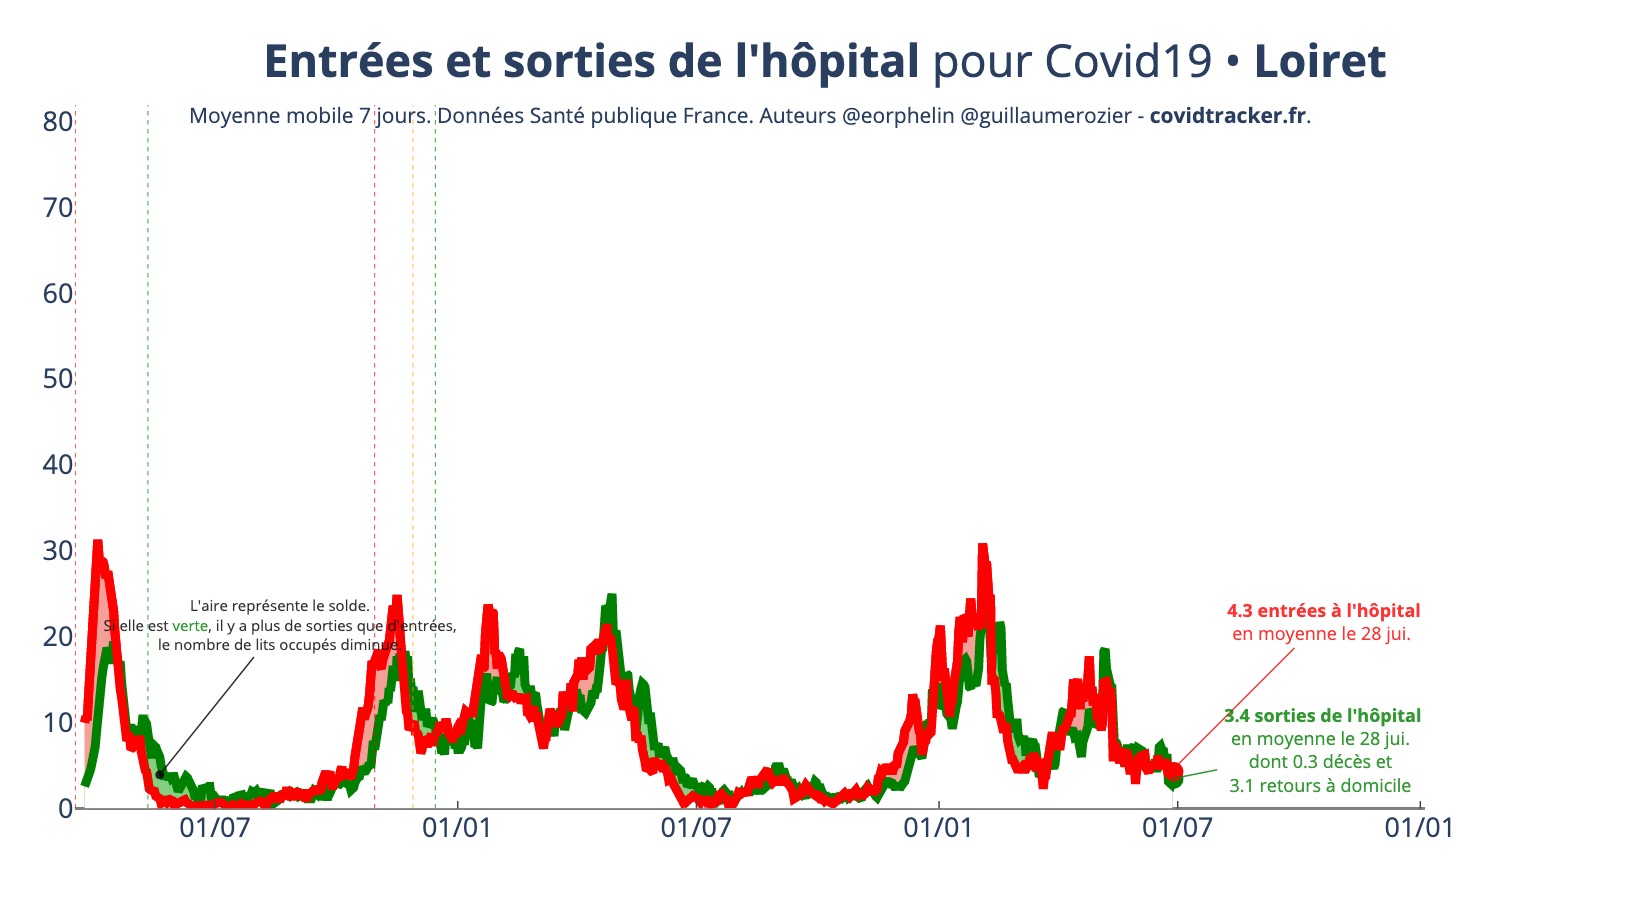 Entrées et sorties de l'hôpital pour Covid19 • Loiret
Moyenne mobile 7 jours. Données Santé publique France. Auteurs @eorphelin @guillaumerozier - covidtracker.fr.
80
70
60
50
40
30
20
10
0
L'aire représente le solde.
Si elle est verte, il y a plus de sorties que d'entrées,
le nombre de lits occupés diminue.
4.3 entrées à l'hôpital
en moyenne le 28 jui.
3.4 sorties de l'hôpital
en moyenne le 28 jui.
dont 0.3 décès et
3.1 retours à domicile
01/07 01/01 01/07 01/01 01/07 01/01